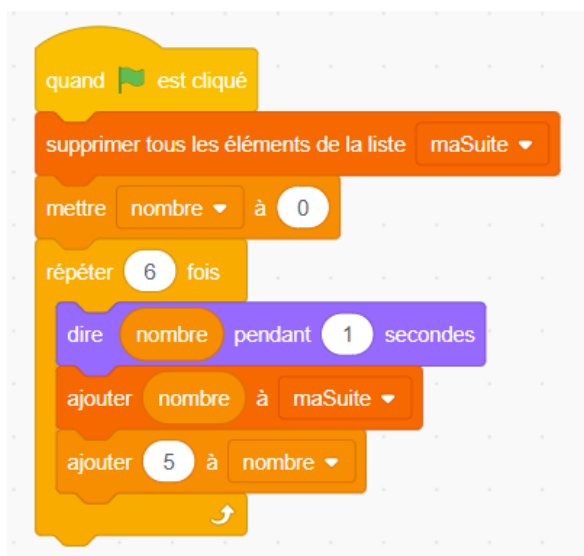 quand est cliqué
supprimer tous les éléments de la liste maSuite
mettre nombre à 0
répéter 6 fois
dire nombre pendant 1 secondes
ajouter nombre à maSuite
ajouter 5 à nombre